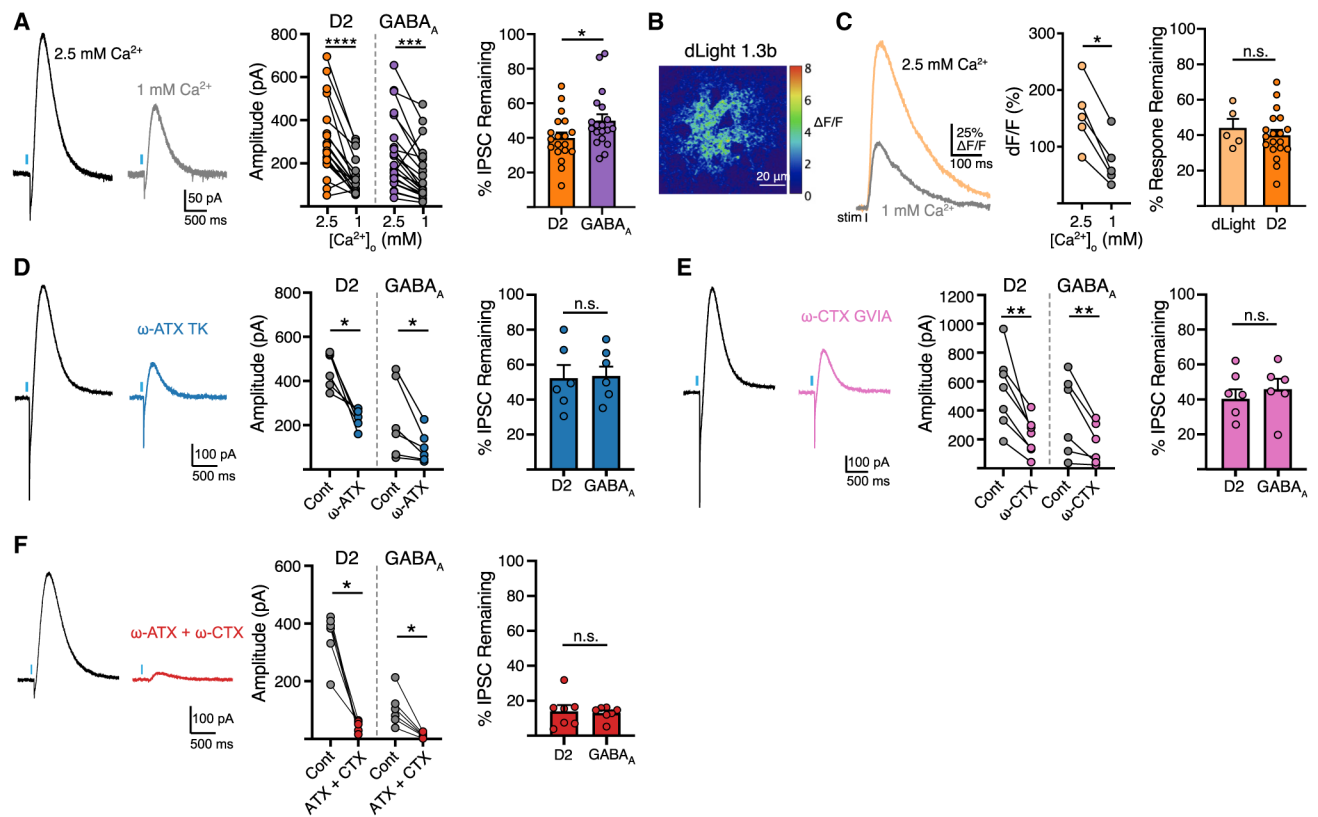 A
2.5 mM Ca²⁺
1 mM Ca²⁺
50 pA
500 ms
D2 GABA_A
**** ***
Amplitude (pA)
800
600
400
200
2.5 1 2.5 1
[Ca²⁺]ₒ (mM)
% IPSC Remaining
100
80
60
40
20
*
D2 GABA_A
B
dLight 1.3b
8
6
4
2
0
ΔF/F
20 µm
C
2.5 mM Ca²⁺
25%
ΔF/F
100 ms
1 mM Ca²⁺
stim
dF/F (%)
300
200
100
*
2.5 1
[Ca²⁺]ₒ (mM)
% Respone Remaining
100
80
60
40
20
n.s.
dLight D2
D
ω-ATX TK
100 pA
500 ms
D2 GABA_A
* *
Amplitude (pA)
800
600
400
200
Cont ω-ATX Cont ω-ATX
% IPSC Remaining
100
80
60
40
20
n.s.
D2 GABA_A
E
ω-CTX GVIA
100 pA
500 ms
D2 GABA_A
** **
Amplitude (pA)
1200
1000
800
600
400
200
Cont ω-CTX Cont ω-CTX
% IPSC Remaining
100
80
60
40
20
n.s.
D2 GABA_A
F
ω-ATX + ω-CTX
100 pA
500 ms
D2 GABA_A
* *
Amplitude (pA)
600
400
200
Cont ATX + CTX Cont ATX + CTX
% IPSC Remaining
100
80
60
40
20
n.s.
D2 GABA_A